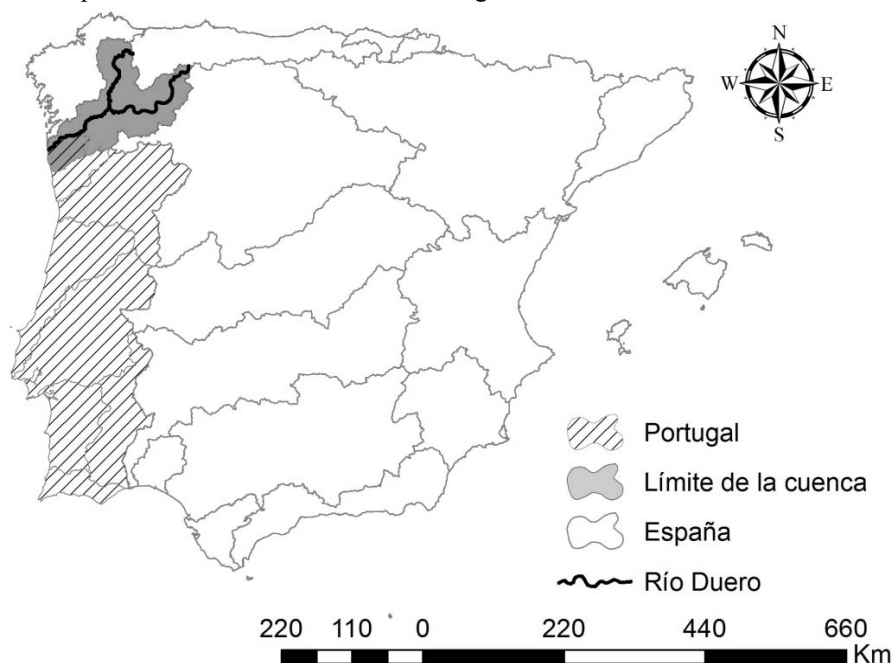 N
W E
S
Portugal
Límite de la cuenca
España
Río Duero
220 110 0 220 440 660
Km